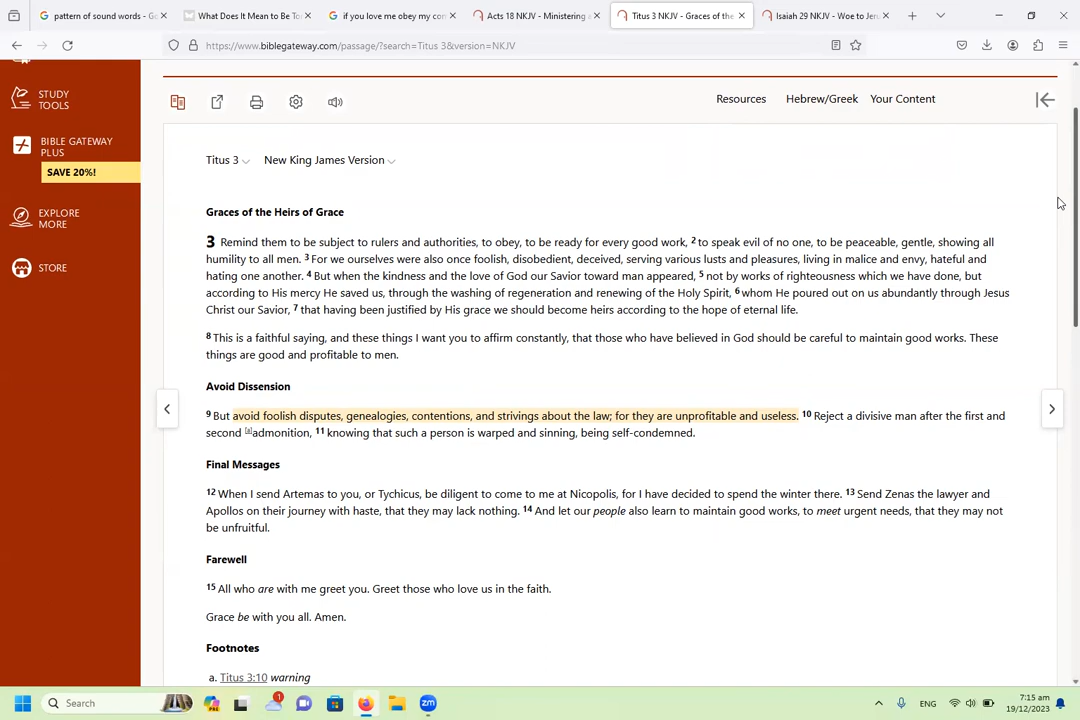 pattern of sound words - Go
What Does It Mean to Be To
if you love me obey my con
Acts 18 NKJV - Ministering a
Titus 3 NKJV - Graces of the
Isaiah 29 NKJV - Woe to Jeru
https://www.biblegateway.com/passage/?search=Titus 3&version=NKJV
STUDY
TOOLS
BIBLE GATEWAY
PLUS
SAVE 20%!
EXPLORE
MORE
STORE
Resources
Hebrew/Greek
Your Content
Titus 3
New King James Version
Graces of the Heirs of Grace
3 Remind them to be subject to rulers and authorities, to obey, to be ready for every good work, 2 to speak evil of no one, to be peaceable, gentle, showing all
humility to all men. 3 For we ourselves were also once foolish, disobedient, deceived, serving various lusts and pleasures, living in malice and envy, hateful and
hating one another. 4 But when the kindness and the love of God our Savior toward man appeared, 5 not by works of righteousness which we have done, but
according to His mercy He saved us, through the washing of regeneration and renewing of the Holy Spirit, 6 whom He poured out on us abundantly through Jesus
Christ our Savior, 7 that having been justified by His grace we should become heirs according to the hope of eternal life.
8 This is a faithful saying, and these things I want you to affirm constantly, that those who have believed in God should be careful to maintain good works. These
things are good and profitable to men.
Avoid Dissension
9 But avoid foolish disputes, genealogies, contentions, and strivings about the law; for they are unprofitable and useless. 10 Reject a divisive man after the first and
second [a]admonition, 11 knowing that such a person is warped and sinning, being self-condemned.
Final Messages
12 When I send Artemas to you, or Tychicus, be diligent to come to me at Nicopolis, for I have decided to spend the winter there. 13 Send Zenas the lawyer and
Apollos on their journey with haste, that they may lack nothing. 14 And let our people also learn to maintain good works, to meet urgent needs, that they may not
be unfruitful.
Farewell
15 All who are with me greet you. Greet those who love us in the faith.
Grace be with you all. Amen.
Footnotes
a. Titus 3:10 warning
Search
1
zm
ENG
7:15 am
19/12/2023